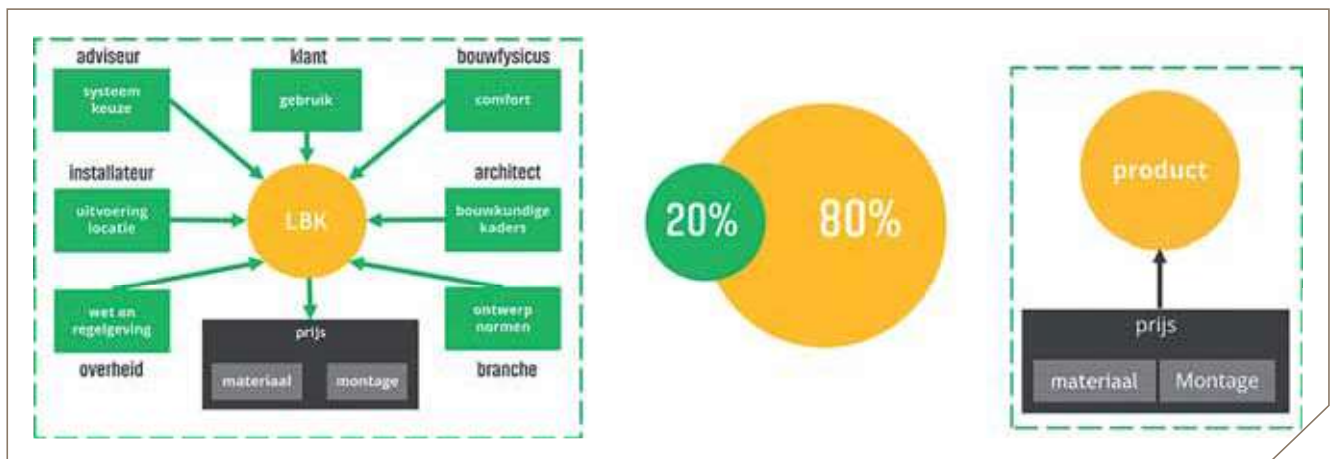 adviseur
klant
bouwfysicus
systeem
keuze
gebruik
comfort
installateur
architect
uitvoering
locatie
LBK
bouwkundige
kaders
wet en
regelgeving
ontwerp
normen
prijs
materiaal
montage
overheid
branche
20%
80%
product
prijs
materiaal
Montage